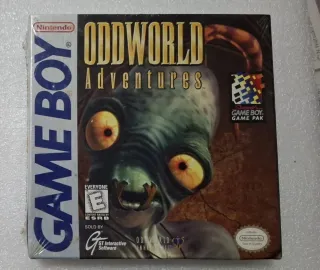 Nintendo
GAME BOY
ODDWORLD
Adventures
GAME BOY
GAME PAK
EVERYONE
E
ESRB
SOLD BY
GT Interactive
Software
Nintendo